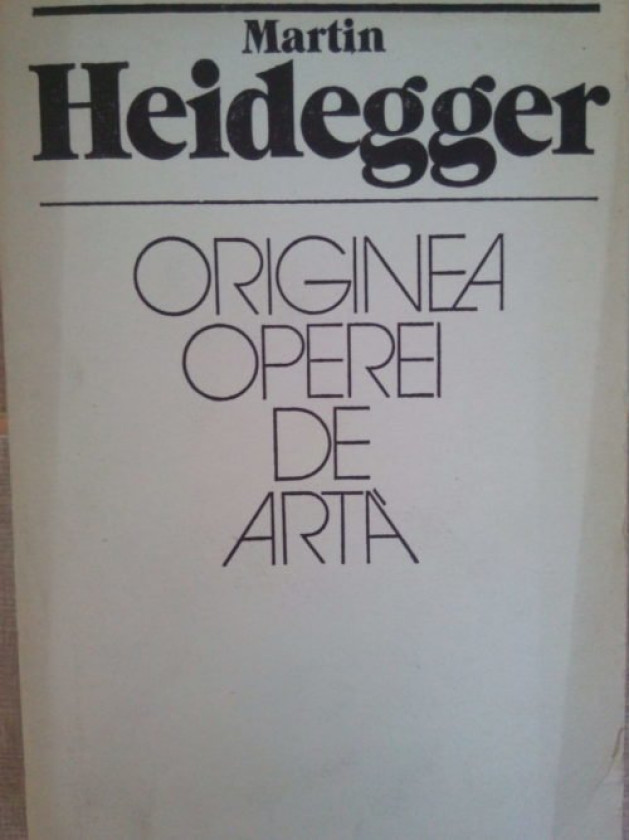 Martin
Heidegger
ORIGINEA
OPEREI
DE
ARTĂ